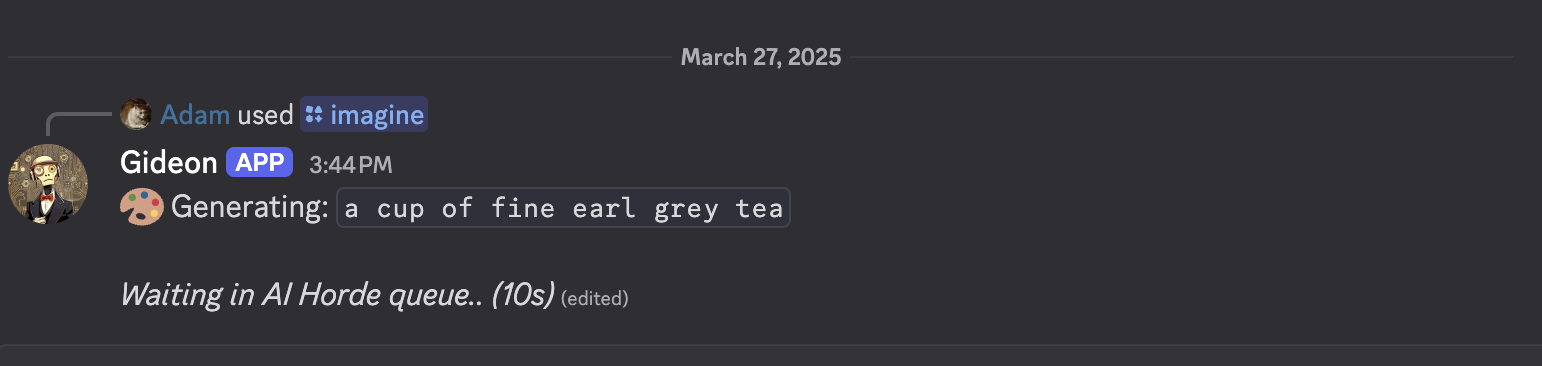 March 27, 2025
Adam used imagine
Gideon APP 3:44 PM
Generating: a cup of fine earl grey tea
Waiting in AI Horde queue.. (10s) (edited)